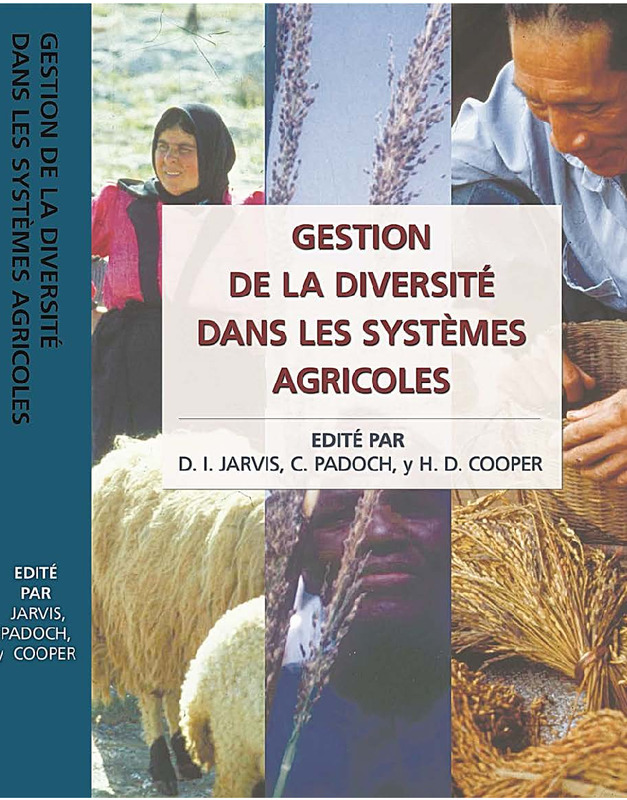 GESTION DE LA DIVERSITÉ
DANS LES SYSTÈMES AGRICOLES
EDITÉ
PAR
JARVIS,
PADOCH,
y COOPER
GESTION
DE LA DIVERSITÉ
DANS LES SYSTÈMES
AGRICOLES
EDITÉ PAR
D. I. JARVIS, C. PADOCH, y H. D. COOPER